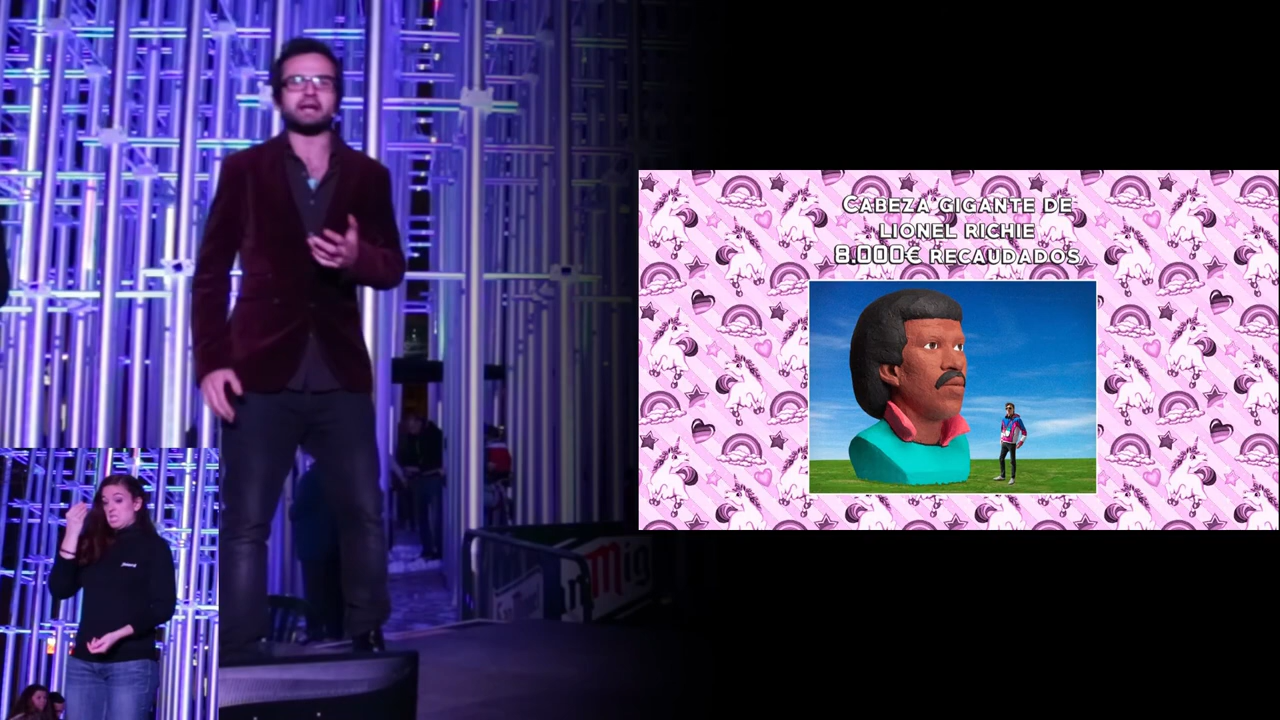 CABEZA GIGANTE DE
LIONEL RICHIE
8.000€ RECAUDADOS